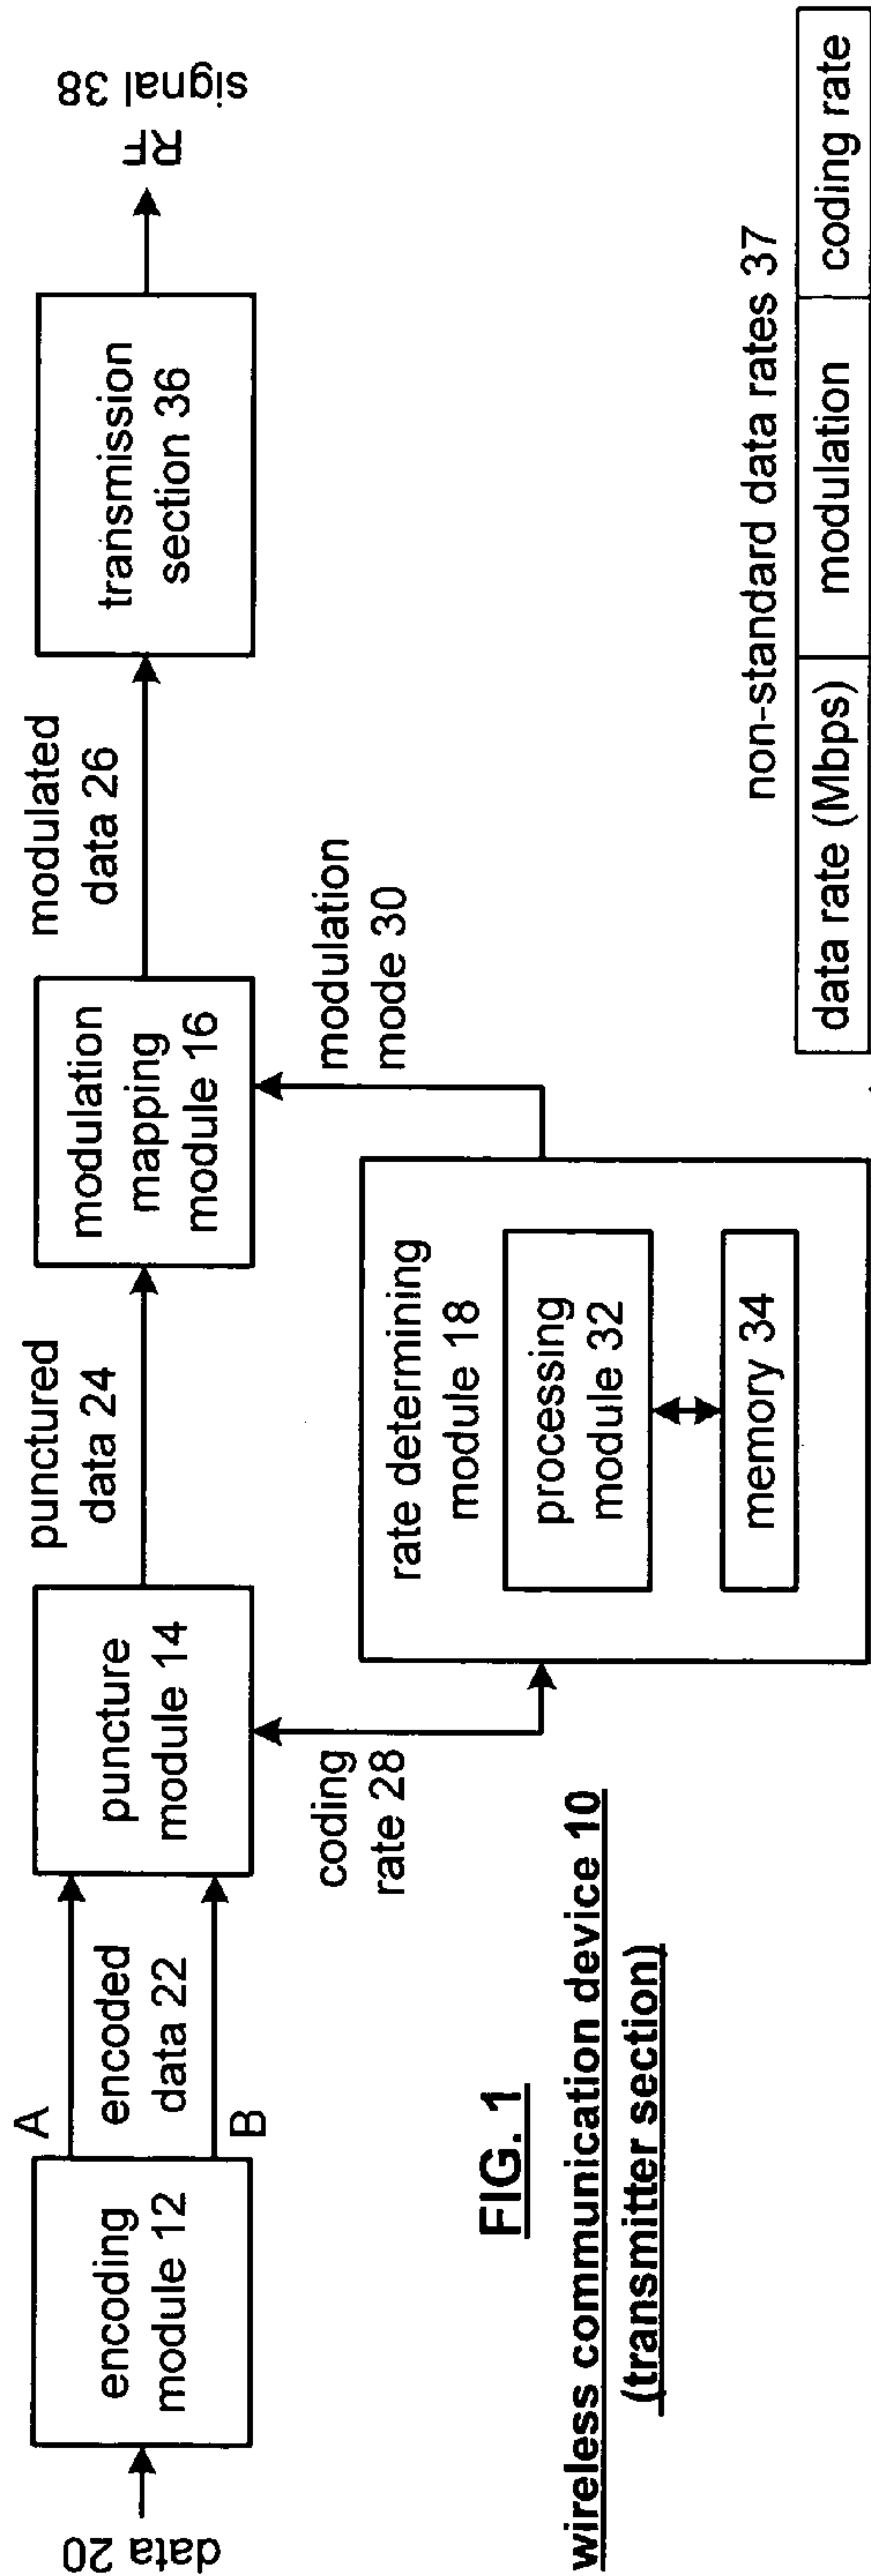 data 20
encoding
module 12
A
encoded
data 22
B
puncture
module 14
punctured
data 24
modulation
mapping
module 16
modulated
data 26
transmission
section 36
RF
signal 38
coding
rate 28
rate determining
module 18
processing
module 32
memory 34
modulation
mode 30
FIG. 1
wireless communication device 10
(transmitter section)
non-standard data rates 37
data rate (Mbps) modulation coding rate